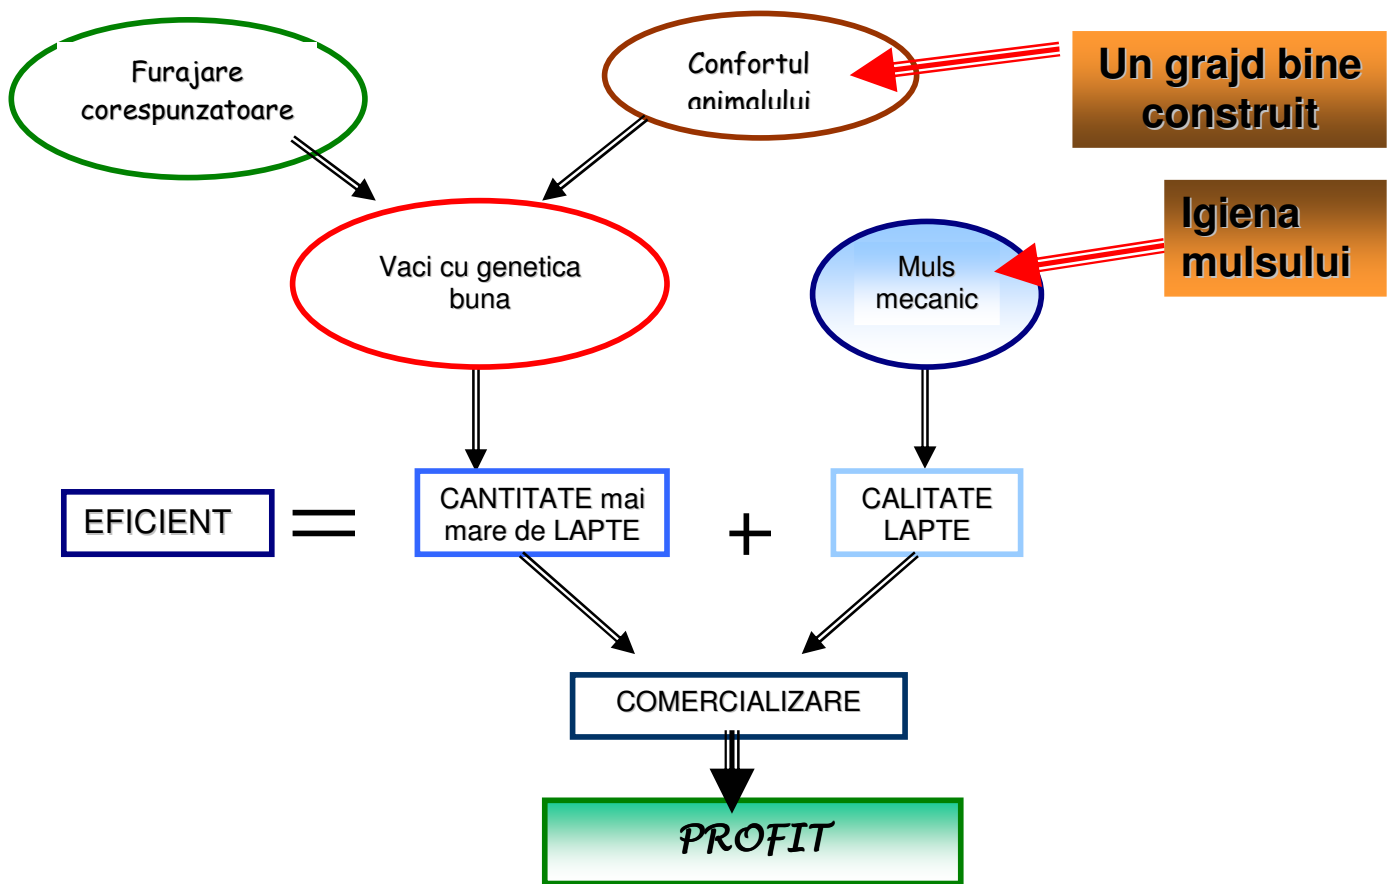 Furajare
corespunzatoare
Confortul
animalului
Un grajd bine
construit
Igiena
mulsului
Vaci cu genetica
buna
Muls
mecanic
EFICIENT
=
CANTITATE mai
mare de LAPTE
+
CALITATE
LAPTE
COMERCIALIZARE
PROFIT